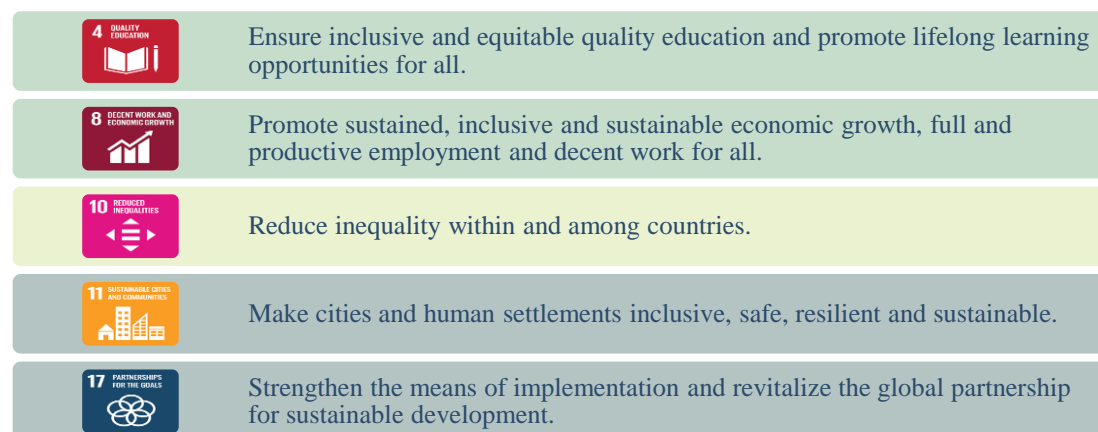 4 QUALITY
EDUCATION
Ensure inclusive and equitable quality education and promote lifelong learning
opportunities for all.
8 DECENT WORK AND
ECONOMIC GROWTH
Promote sustained, inclusive and sustainable economic growth, full and
productive employment and decent work for all.
10 REDUCED
INEQUALITIES
Reduce inequality within and among countries.
11 SUSTAINABLE CITIES
AND COMMUNITIES
Make cities and human settlements inclusive, safe, resilient and sustainable.
17 PARTNERSHIPS
FOR THE GOALS
Strengthen the means of implementation and revitalize the global partnership
for sustainable development.